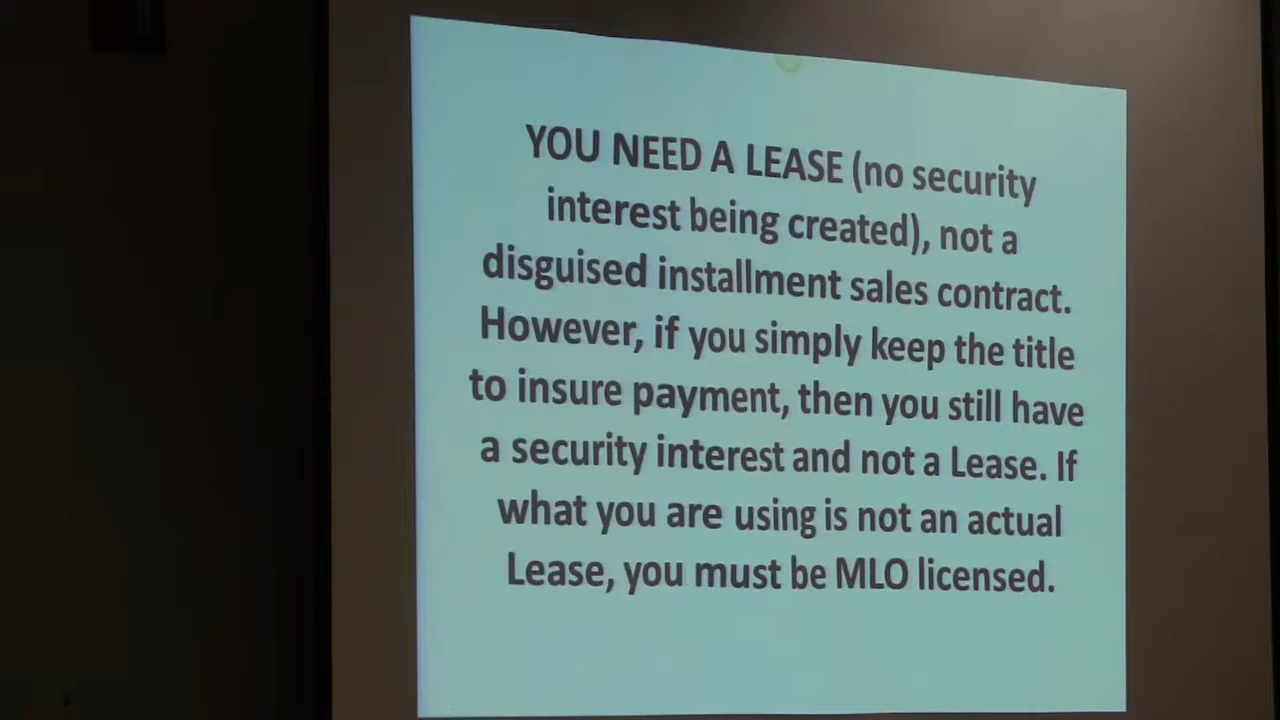 YOU NEED A LEASE (no security
interest being created), not a
disguised installment sales contract.
However, if you simply keep the title
to insure payment, then you still have
a security interest and not a Lease. If
what you are using is not an actual
Lease, you must be MLO licensed.